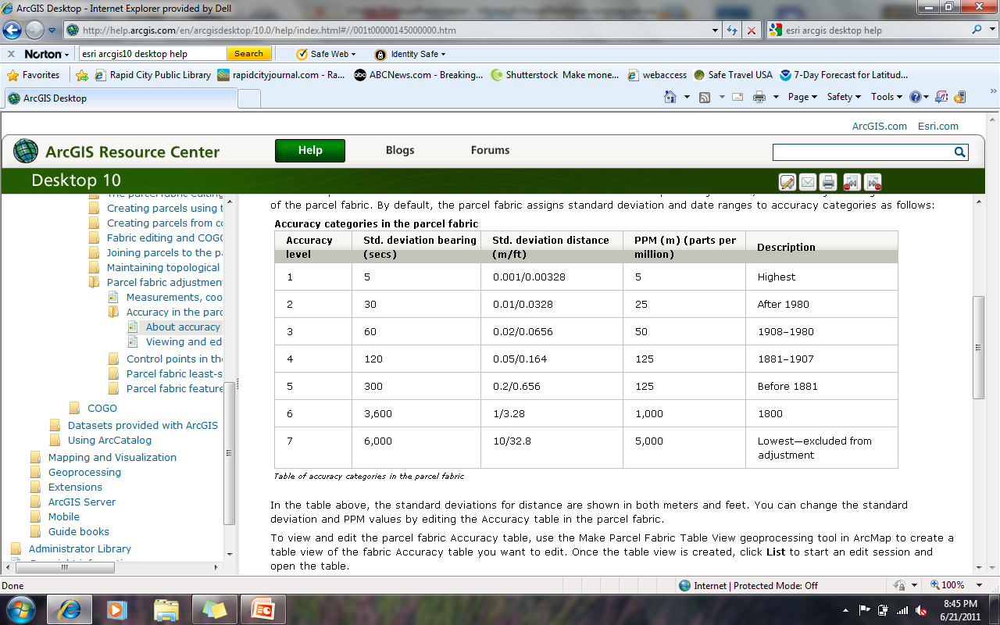 ArcGIS Desktop - Internet Explorer provided by Dell
http://help.arcgis.com/en/arcgisdesktop/10.0/help/index.html#//001t00000145000000.htm
esri arcgis desktop help
Norton
esri arcgis10 desktop help
Search
Safe Web
Identity Safe
Favorites
Rapid City Public Library
rapidcityjournal.com - Ra...
ABCNews.com - Breaking...
Shutterstock Make mone...
webaccess
Safe Travel USA
7-Day Forecast for Latitud...
ArcGIS Desktop
Page
Safety
Tools
ArcGIS.com Esri.com
ArcGIS Resource Center
Help
Blogs
Forums
Desktop 10
Creating parcels using t
Creating parcels from co
Fabric editing and COGO
Joining parcels to the pa
Maintaining topological
Parcel fabric adjustmen
Measurements, coo
Accuracy in the parc
About accuracy
Viewing and ed
Control points in the
Parcel fabric least-s
Parcel fabric feature
COGO
Datasets provided with ArcGIS
Using ArcCatalog
Mapping and Visualization
Geoprocessing
Extensions
ArcGIS Server
Mobile
Guide books
Administrator Library
of the parcel fabric. By default, the parcel fabric assigns standard deviation and date ranges to accuracy categories as follows:
Accuracy categories in the parcel fabric
Accuracy level Std. deviation bearing (secs) Std. deviation distance (m/ft) PPM (m) (parts per million) Description
1 5 0.001/0.00328 5 Highest
2 30 0.01/0.0328 25 After 1980
3 60 0.02/0.0656 50 1908–1980
4 120 0.05/0.164 125 1881–1907
5 300 0.2/0.656 125 Before 1881
6 3,600 1/3.28 1,000 1800
7 6,000 10/32.8 5,000 Lowest—excluded from
adjustment
Table of accuracy categories in the parcel fabric
In the table above, the standard deviations for distance are shown in both meters and feet. You can change the standard
deviation and PPM values by editing the Accuracy table in the parcel fabric.
To view and edit the parcel fabric Accuracy table, use the Make Parcel Fabric Table View geoprocessing tool in ArcMap to create a
table view of the fabric Accuracy table you want to edit. Once the table view is created, click List to start an edit session and
open the table.
Done
Internet | Protected Mode: Off
100%
8:45 PM
6/21/2011